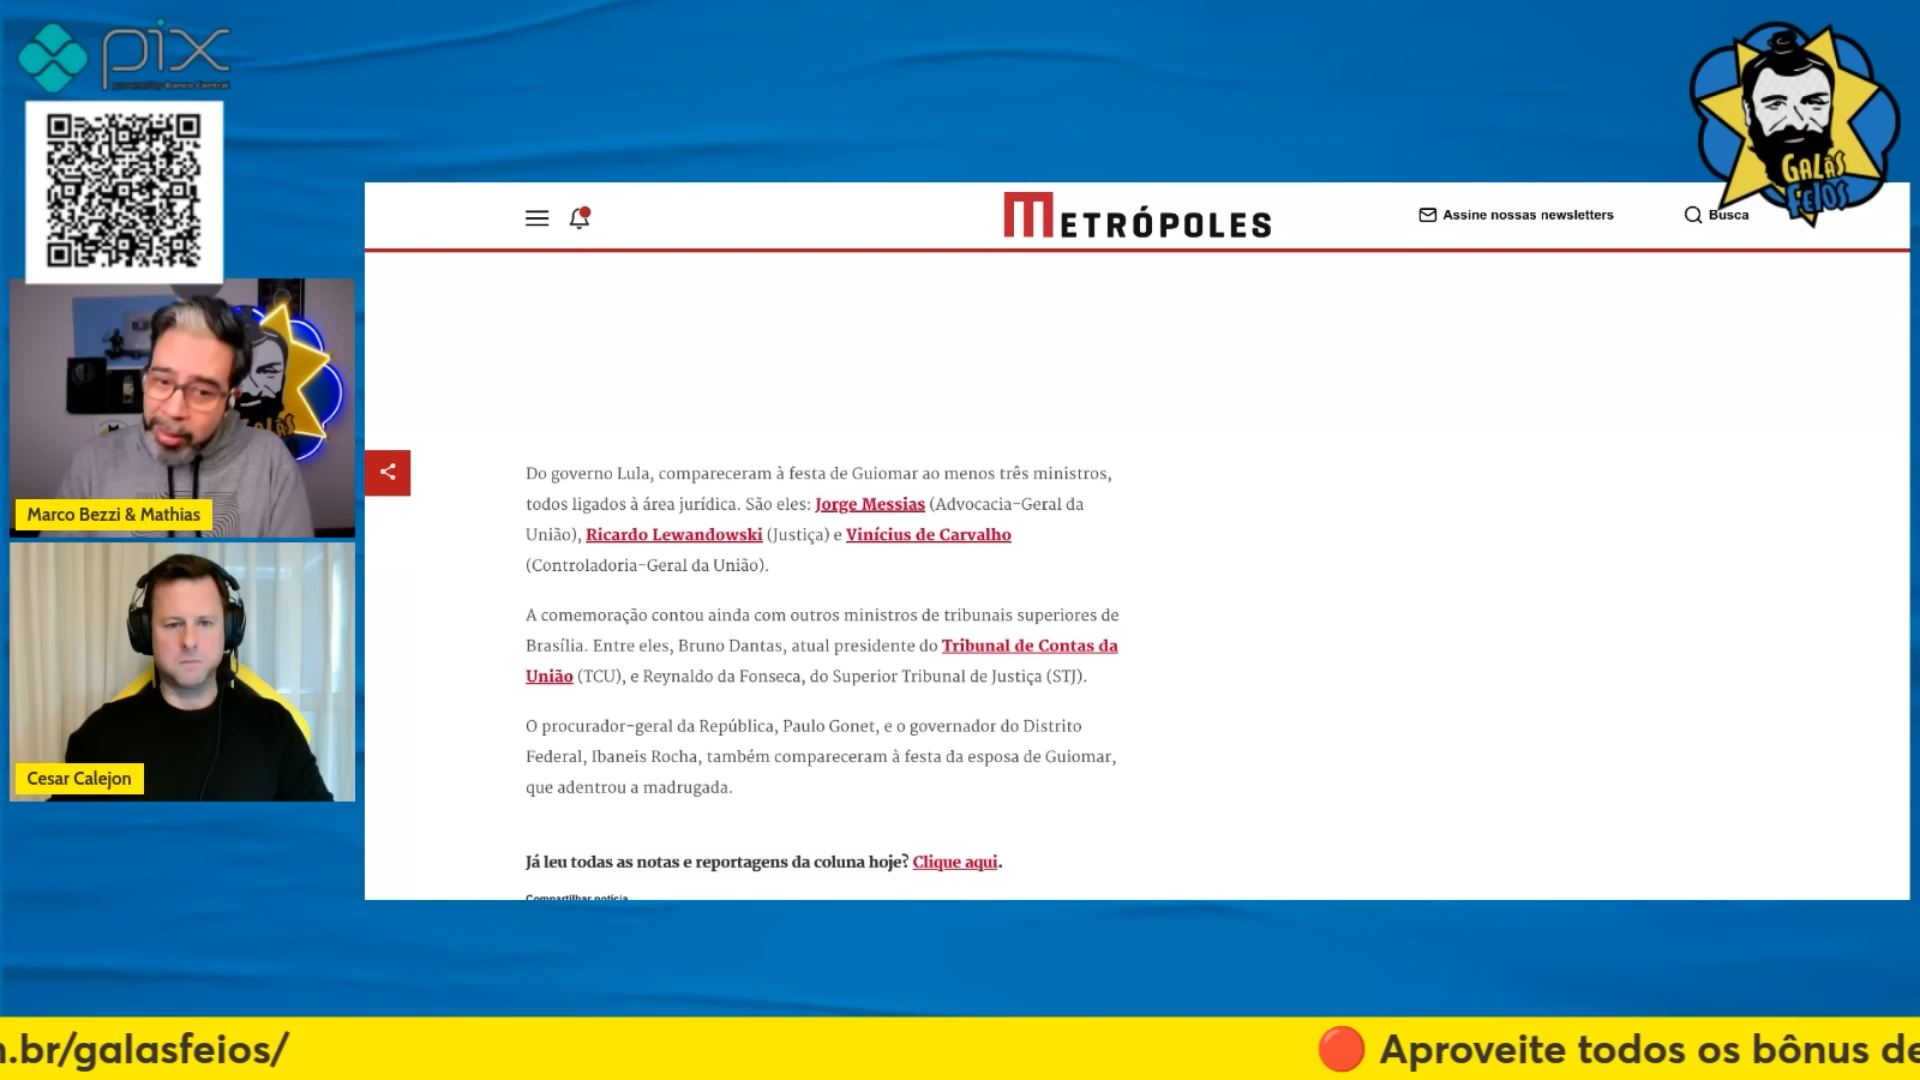 pix
powered by Banco Central
GALÃS
FEIOS
METRÓPOLES
Assine nossas newsletters
Busca
Do governo Lula, compareceram à festa de Guiomar ao menos três ministros,
todos ligados à área jurídica. São eles: Jorge Messias (Advocacia-Geral da
União), Ricardo Lewandowski (Justiça) e Vinícius de Carvalho
(Controladoria-Geral da União).
A comemoração contou ainda com outros ministros de tribunais superiores de
Brasília. Entre eles, Bruno Dantas, atual presidente do Tribunal de Contas da
União (TCU), e Reynaldo da Fonseca, do Superior Tribunal de Justiça (STJ).
O procurador-geral da República, Paulo Gonet, e o governador do Distrito
Federal, Ibaneis Rocha, também compareceram à festa da esposa de Guiomar,
que adentrou a madrugada.
Já leu todas as notas e reportagens da coluna hoje? Clique aqui.
Compartilhar notícia
Marco Bezzi & Mathias
Cesar Calejon
.br/galasfeios/
Aproveite todos os bônus de